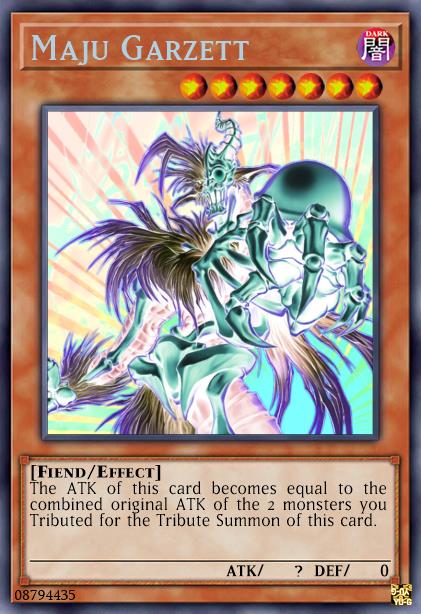 Maju Garzett
DARK
闇
[Fiend/Effect]
The ATK of this card becomes equal to the
combined original ATK of the 2 monsters you
Tributed for the Tribute Summon of this card.
ATK/ ? DEF/ 0
08794435